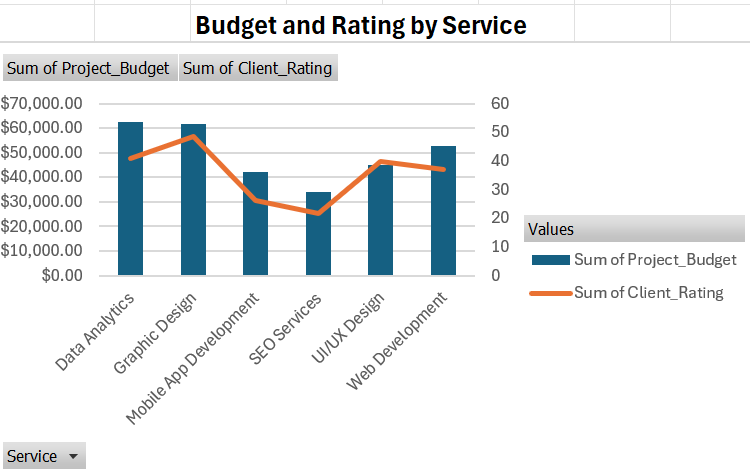 Budget and Rating by Service
Sum of Project_Budget Sum of Client_Rating
$70,000.00
$60,000.00
$50,000.00
$40,000.00
$30,000.00
$20,000.00
$10,000.00
$0.00
60
50
40
30
20
10
0
Data Analytics
Graphic Design
Mobile App Development
SEO Services
UI/UX Design
Web Development
Values
Sum of Project_Budget
Sum of Client_Rating
Service